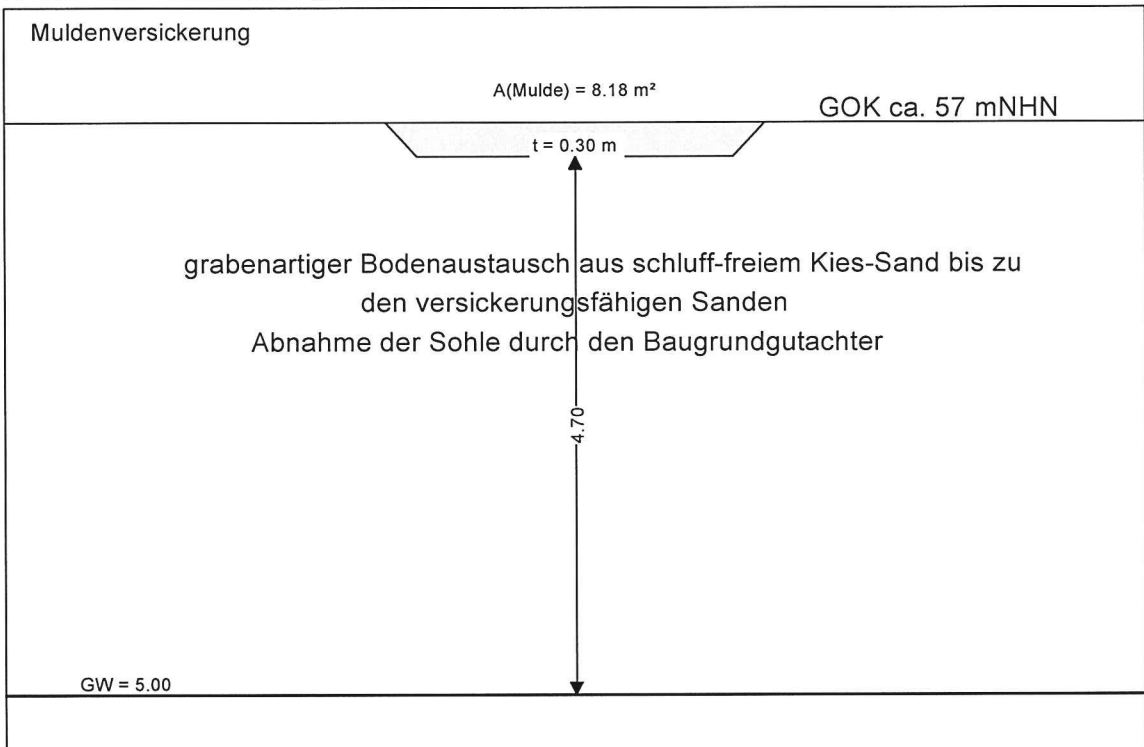 Muldenversickerung
A(Mulde) = 8.18 m²
GOK ca. 57 mNHN
t = 0.30 m
grabenartiger Bodenaustausch aus schluff-freiem Kies-Sand bis zu
den versickerungsfähigen Sanden
Abnahme der Sohle durch den Baugrundgutachter
4.70
GW = 5.00